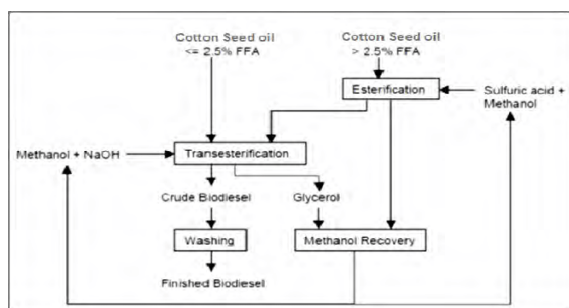 Cotton Seed oil
<= 2.5% FFA
Cotton Seed oil
> 2.5% FFA
Esterification
Sulfuric acid +
Methanol
Methanol + NaOH
Transesterification
Crude Biodiesel
Glycerol
Washing
Methanol Recovery
Finished Biodiesel